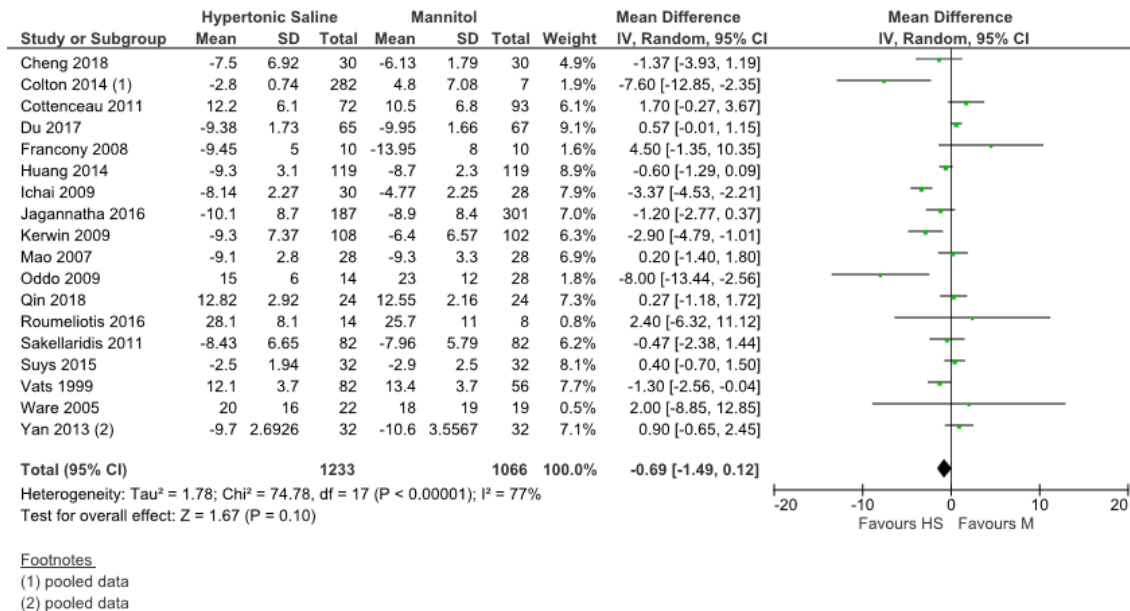 Hypertonic Saline Mannitol Mean Difference Mean Difference
Study or Subgroup Mean SD Total Mean SD Total Weight IV, Random, 95% CI IV, Random, 95% CI
Cheng 2018 -7.5 6.92 30 -6.13 1.79 30 4.9% -1.37 [-3.93, 1.19]
Colton 2014 (1) -2.8 0.74 282 4.8 7.08 7 1.9% -7.60 [-12.85, -2.35]
Cottenceau 2011 12.2 6.1 72 10.5 6.8 93 6.1% 1.70 [-0.27, 3.67]
Du 2017 -9.38 1.73 65 -9.95 1.66 67 9.1% 0.57 [-0.01, 1.15]
Francony 2008 -9.45 5 10 -13.95 8 10 1.6% 4.50 [-1.35, 10.35]
Huang 2014 -9.3 3.1 119 -8.7 2.3 119 8.9% -0.60 [-1.29, 0.09]
Ichai 2009 -8.14 2.27 30 -4.77 2.25 28 7.9% -3.37 [-4.53, -2.21]
Jagannatha 2016 -10.1 8.7 187 -8.9 8.4 301 7.0% -1.20 [-2.77, 0.37]
Kerwin 2009 -9.3 7.37 108 -6.4 6.57 102 6.3% -2.90 [-4.79, -1.01]
Mao 2007 -9.1 2.8 28 -9.3 3.3 28 7.0% 0.20 [-1.40, 1.80]
Oddo 2009 15 6 14 23 12 28 1.8% -8.00 [-13.44, -2.56]
Qin 2018 12.82 2.92 24 12.55 2.16 24 7.3% 0.27 [-1.18, 1.72]
Roumeliotis 2016 28.1 8.1 14 25.7 11 8 0.8% 2.40 [-6.32, 11.12]
Sakellaridis 2011 -8.43 6.65 82 -7.96 5.79 82 6.2% -0.47 [-2.38, 1.44]
Suys 2015 -2.5 1.94 32 -2.9 2.5 32 8.1% 0.40 [-0.70, 1.50]
Vats 1999 12.1 3.7 82 13.4 3.7 56 7.7% -1.30 [-2.56, -0.04]
Ware 2005 20 16 22 18 19 19 0.5% 2.00 [-8.85, 12.85]
Yan 2013 (2) -9.7 2.6926 32 -10.6 3.5567 32 7.1% 0.90 [-0.65, 2.45]
Total (95% CI) 1233 1066 100.0% -0.69 [-1.49, 0.12]
Heterogeneity: Tau² = 1.78; Chi² = 74.78, df = 17 (P < 0.00001); I² = 77%
Test for overall effect: Z = 1.67 (P = 0.10)
-20 -10 0 10 20
Favours HS Favours M
Footnotes
(1) pooled data
(2) pooled data